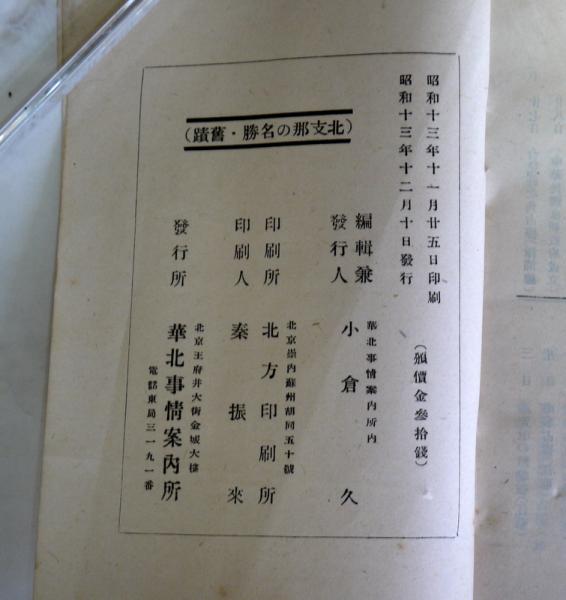 昭和十三年十一月廿五日印刷
昭和十三年十二月十日發行
(頒價金參拾錢)
(北支那の名勝・舊蹟)
編輯兼
發行人
華北事情案內所內
小倉久
印刷所
北京崇內蘇州胡同五十號
北方印刷所
印刷人
秦振來
發行所
北京王府井大街金城大樓
華北事情案內所
電話東局三一九一番